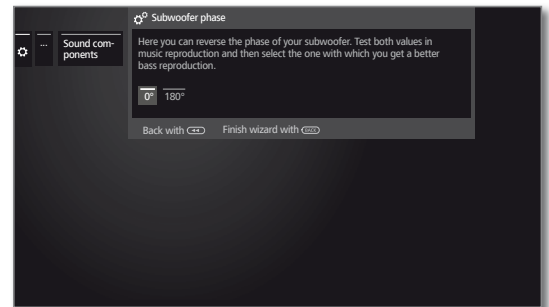 Subwoofer phase
...
Sound com-
ponents
Here you can reverse the phase of your subwoofer. Test both values in
music reproduction and then select the one with which you get a better
bass reproduction.
0° 180°
Back with Finish wizard with BACK